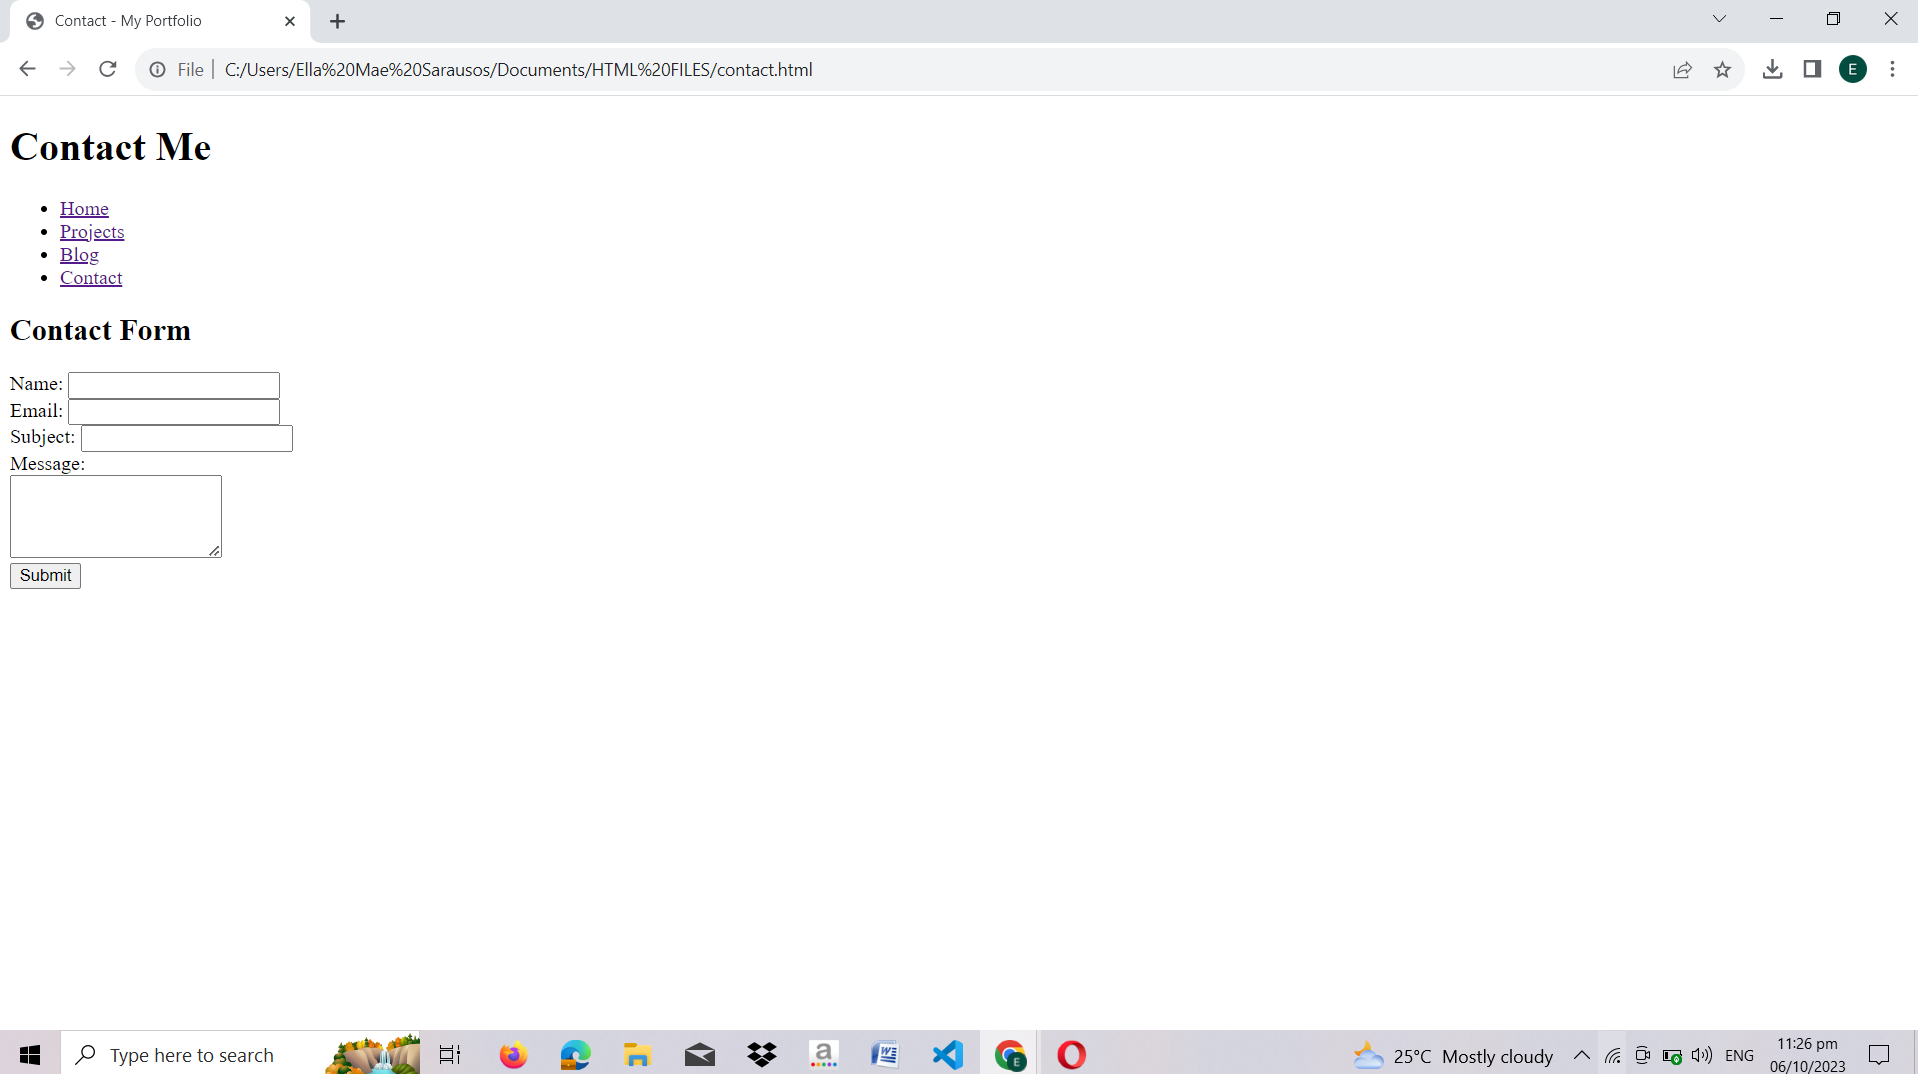 Contact - My Portfolio
File
C:/Users/Ella%20Mae%20Sarausos/Documents/HTML%20FILES/contact.html
E
Contact Me
Home
Projects
Blog
Contact
Contact Form
Name:
Email:
Subject:
Message:
Submit
Type here to search
a
W
E
25°C Mostly cloudy
ENG
11:26 pm
06/10/2023